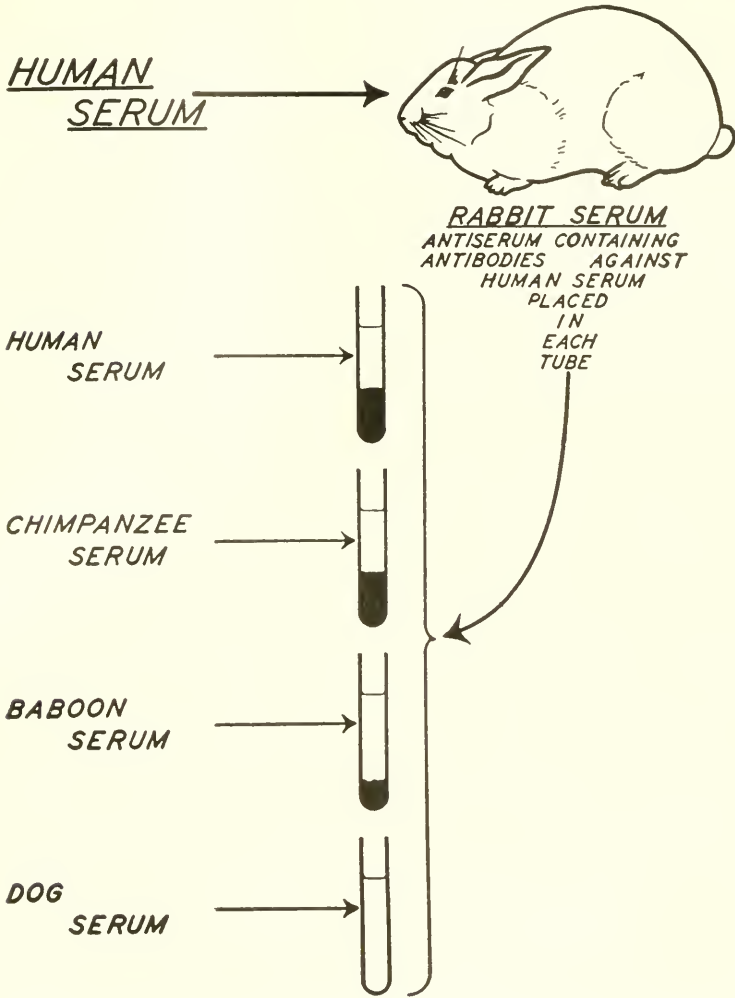 HUMAN
SERUM
RABBIT SERUM
ANTISERUM CONTAINING
ANTIBODIES AGAINST
HUMAN SERUM
PLACED
IN
EACH
TUBE
HUMAN
SERUM
CHIMPANZEE
SERUM
BABOON
SERUM
DOG
SERUM